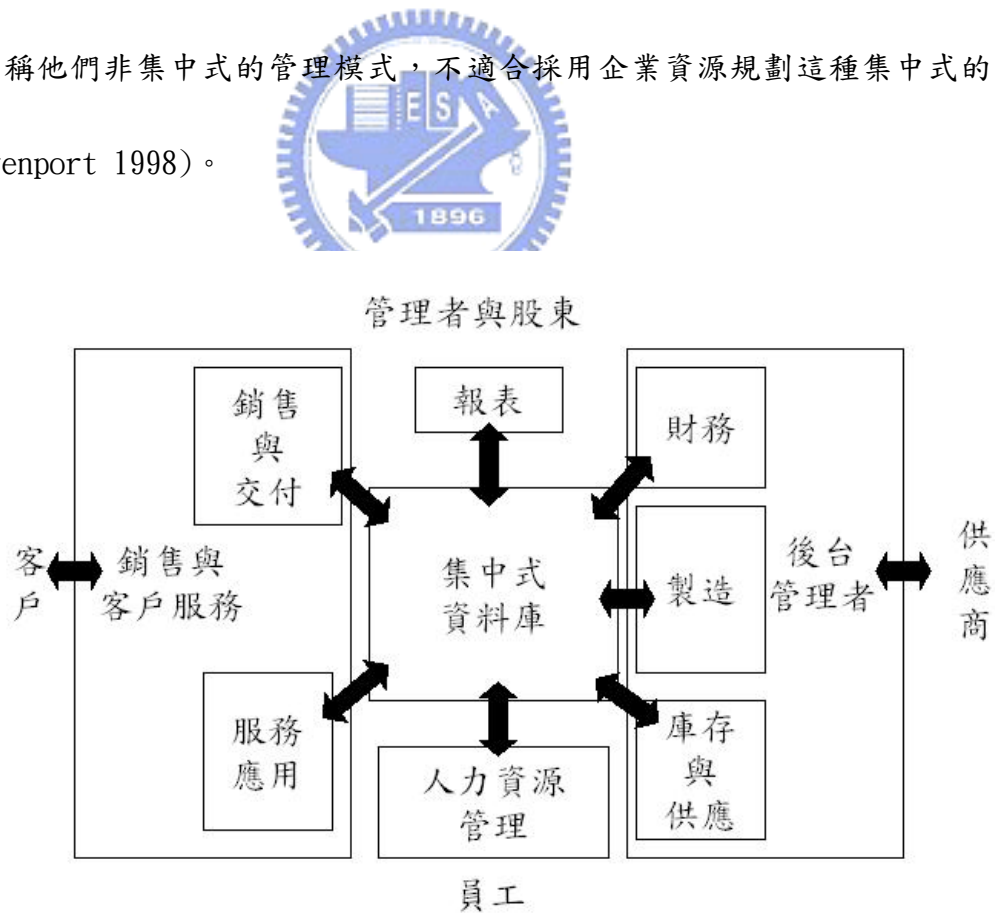 稱他們非集中式的管理模式，不適合採用企業資源規劃這種集中式的
enport 1998)。
ESA
1896
管理者與股東
銷售
與
交付
報表
財務
客
戶
銷售與
客戶服務
集中式
資料庫
製造
後台
管理者
供
應
商
服務
應用
人力資源
管理
庫存
與
供應
員工